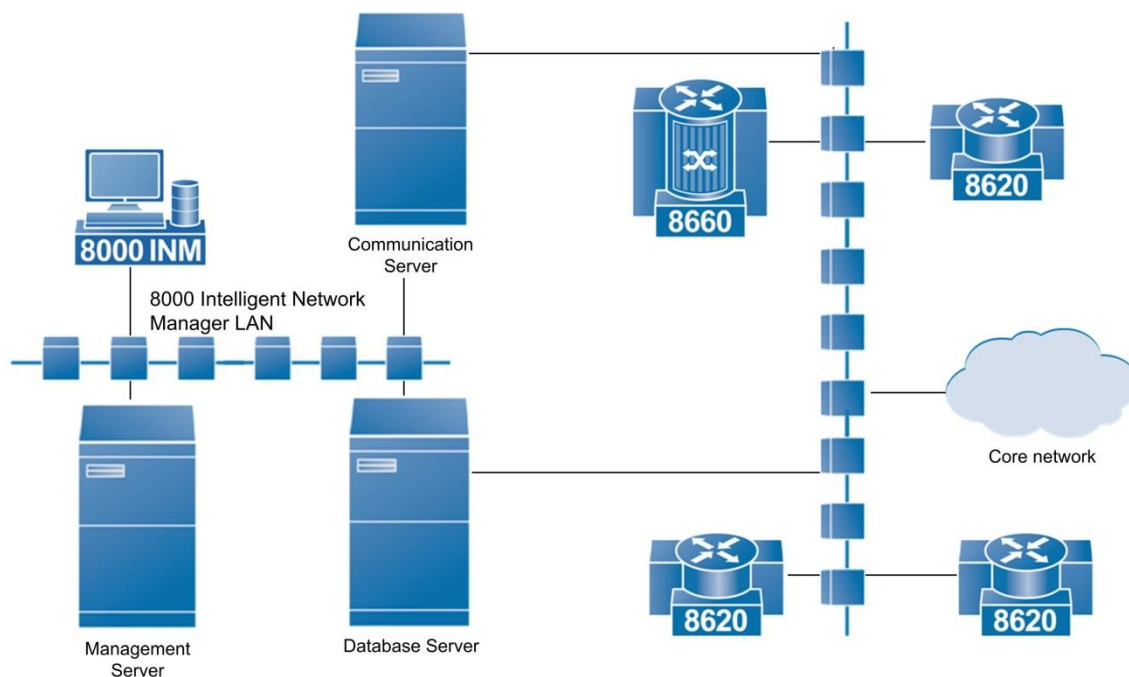 Communication
Server
8660
8620
8000 INM
8000 Intelligent Network
Manager LAN
Core network
Management
Server
Database Server
8620
8620